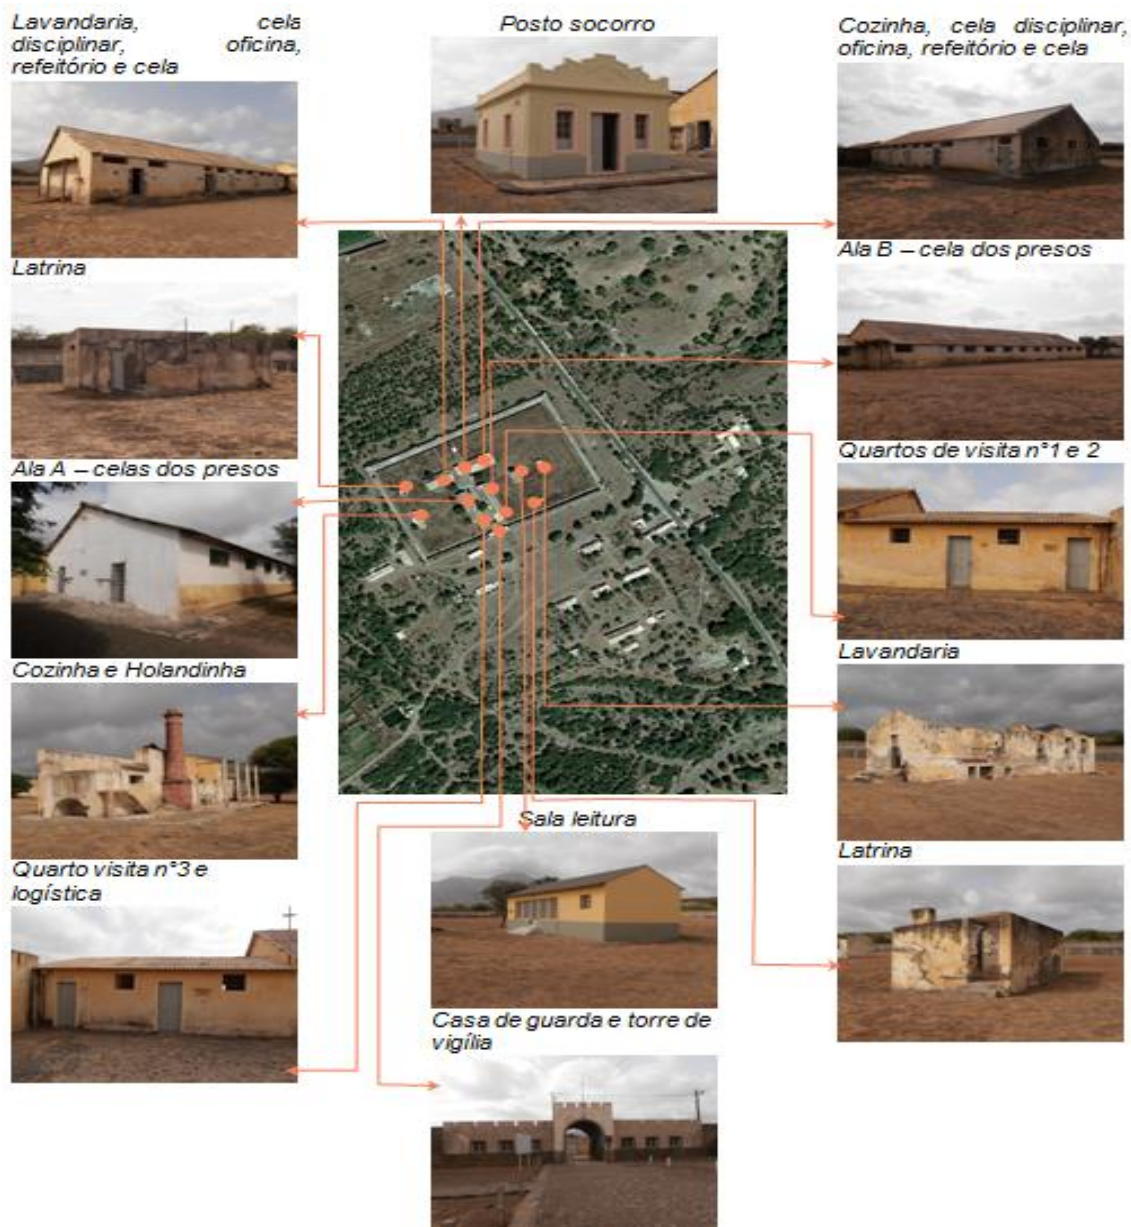 Lavandaria, cela
disciplinar, oficina,
refeitório e cela
Posto socorro
Cozinha, cela disciplinar,
oficina, refeitório e cela
Latrina
Ala B – cela dos presos
Ala A – celas dos presos
Quartos de visita n°1 e 2
Cozinha e Holandinha
Lavandaria
Quarto visita n°3 e
logística
Sala leitura
Latrina
Casa de guarda e torre de
vigília